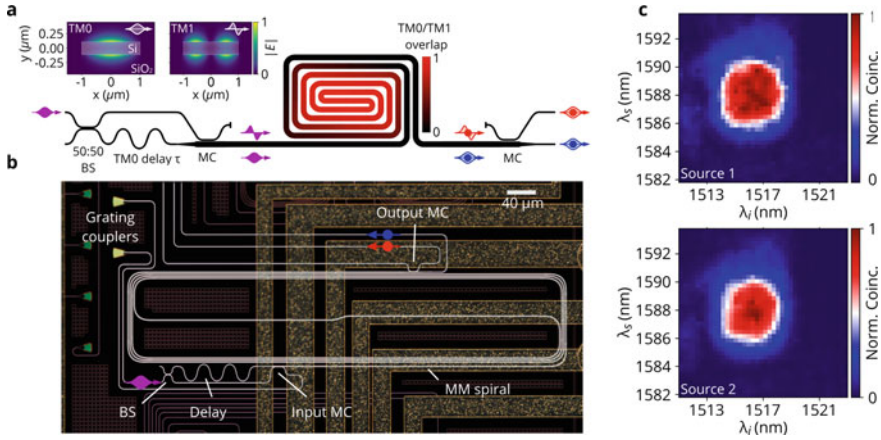 a
TM0
TM1
Si
SiO₂
y (μm)
0.25
0.00
-0.25
-1 0 1
x (μm)
-1 0 1
x (μm)
1
0
|E|
TM0/TM1
overlap
1
0
50:50
BS
TM0 delay τ
MC
MC
b
Grating
couplers
Output MC
40 μm
BS
Delay
Input MC
MM spiral
c
1592
1590
1588
1586
1584
1582
λs (nm)
Source 1
1513 1517 1521
λi (nm)
1
0
Norm. Coinc.
1592
1590
1588
1586
1584
1582
λs (nm)
Source 2
1513 1517 1521
λi (nm)
1
0
Norm. Coinc.